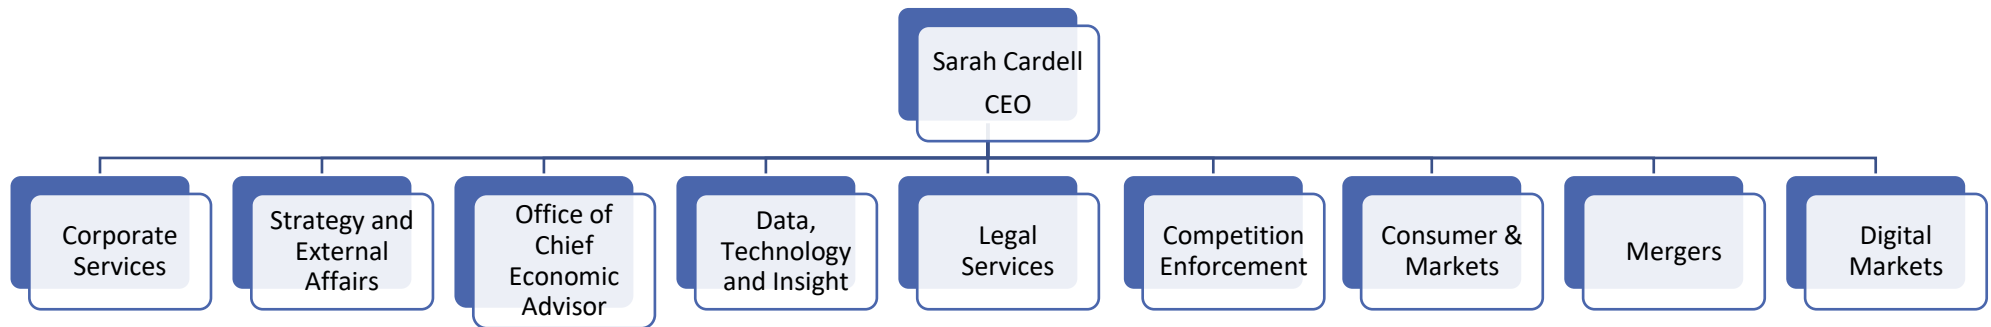 Sarah Cardell
CEO
Corporate
Services
Strategy and
External
Affairs
Office of
Chief
Economic
Advisor
Data,
Technology
and Insight
Legal
Services
Competition
Enforcement
Consumer &
Markets
Mergers
Digital
Markets